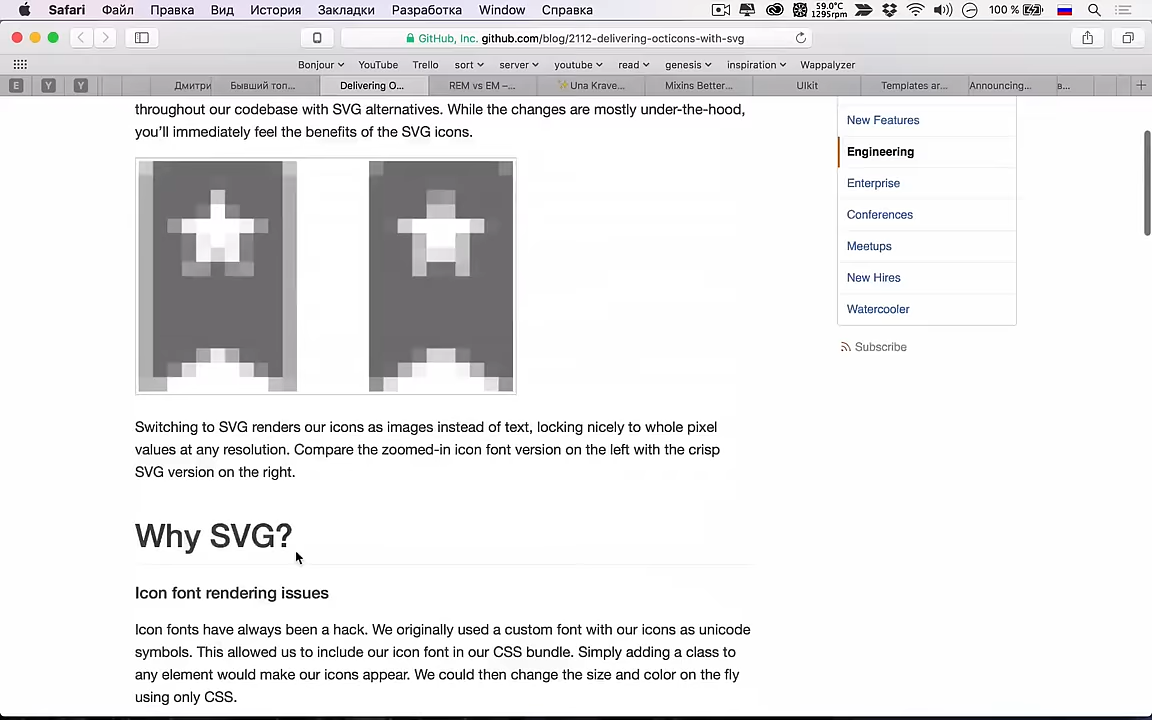 Safari Файл Правка Вид История Закладки Разработка Window Справка 59.0°C 1295rpm 100 %
GitHub, Inc. github.com/blog/2112-delivering-octicons-with-svg
Bonjour YouTube Trello sort server youtube read genesis inspiration Wappalyzer
E Y Y Дмитри Бывший топ... Delivering O... REM vs EM –... ✨Una Krave... Mixins Better... UIkit Templates ar... Announcing... в...
throughout our codebase with SVG alternatives. While the changes are mostly under-the-hood,
you'll immediately feel the benefits of the SVG icons.
Switching to SVG renders our icons as images instead of text, locking nicely to whole pixel
values at any resolution. Compare the zoomed-in icon font version on the left with the crisp
SVG version on the right.
Why SVG?
Icon font rendering issues
Icon fonts have always been a hack. We originally used a custom font with our icons as unicode
symbols. This allowed us to include our icon font in our CSS bundle. Simply adding a class to
any element would make our icons appear. We could then change the size and color on the fly
using only CSS.
New Features
Engineering
Enterprise
Conferences
Meetups
New Hires
Watercooler
Subscribe